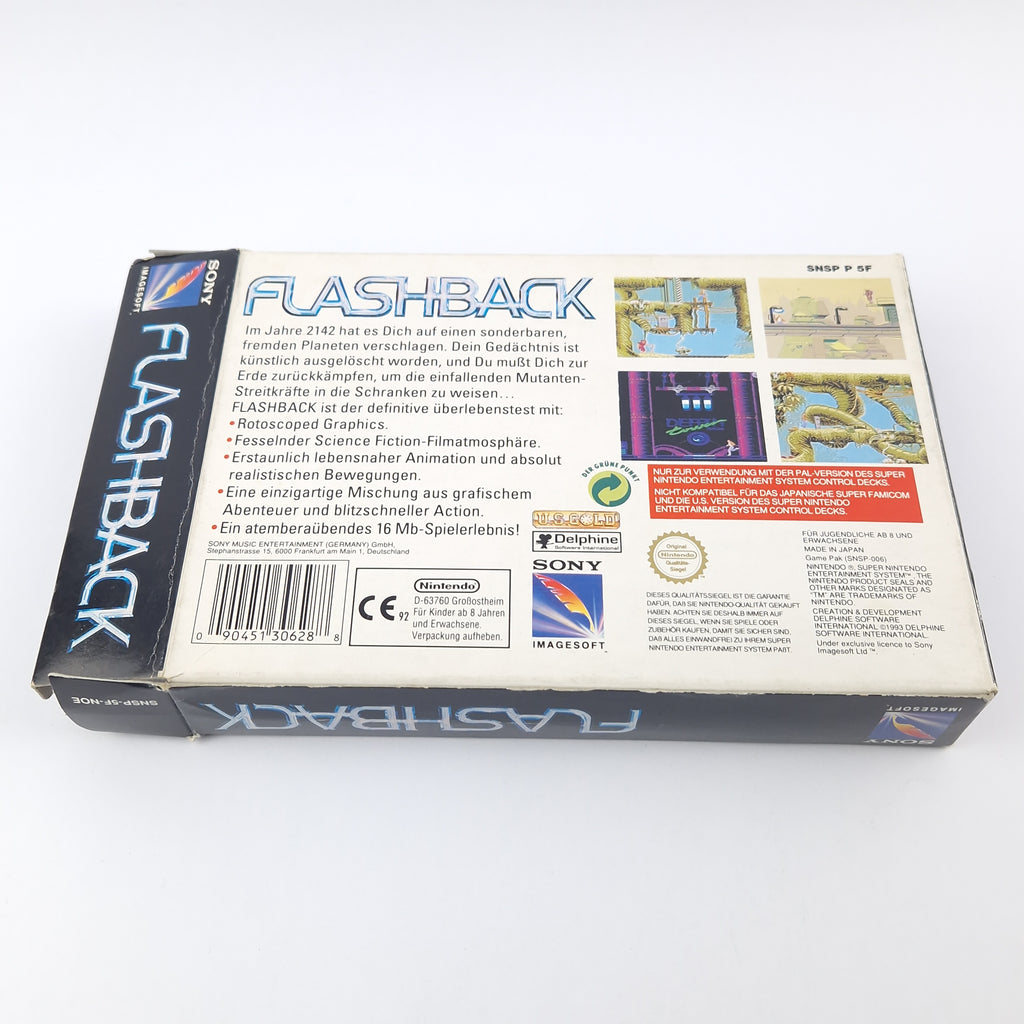 SONY
IMAGESOFT
FLASHBACK
FLASHBACK
SNSP P 5F
Im Jahre 2142 hat es Dich auf einen sonderbaren,
fremden Planeten verschlagen. Dein Gedächtnis ist
künstlich ausgelöscht worden, und Du mußt Dich zur
Erde zurückkämpfen, um die einfallenden Mutanten-
Streitkräfte in die Schranken zu weisen...
FLASHBACK ist der definitive überlebenstest mit:
•Rotoscoped Graphics.
•Fesselnder Science Fiction-Filmatmosphäre.
•Erstaunlich lebensnaher Animation und absolut
realistischen Bewegungen.
•Eine einzigartige Mischung aus grafischem
Abenteuer und blitzschneller Action.
•Ein atemberaübendes 16 Mb-Spielerlebnis!
SONY MUSIC ENTERTAINMENT (GERMANY) GmbH,
Stephanstrasse 15, 6000 Frankfurt am Main 1, Deutschland
0 90451 30628 8
CE 92
Nintendo
D-63760 Großostheim
Für Kinder ab 8 Jahren
und Erwachsene.
Verpackung aufheben.
DER GRÜNE PUNKT
U.S. GOLD
Delphine
Software International
SONY
IMAGESOFT
DEATH
tower
NUR ZUR VERWENDUNG MIT DER PAL-VERSION DES SUPER
NINTENDO ENTERTAINMENT SYSTEM CONTROL DECKS.
NICHT KOMPATIBEL FÜR DAS JAPANISCHE SUPER FAMICOM
UND DIE U.S. VERSION DES SUPER NINTENDO
ENTERTAINMENT SYSTEM CONTROL DECKS.
Original
Nintendo
Qualitäts-
Siegel
DIESES QUALITÄTSSIEGEL IST DIE GARANTIE
DAFÜR, DAß SIE NINTENDO-QUALITÄT GEKAUFT
HABEN. ACHTEN SIE DESHALB IMMER AUF
DIESES SIEGEL, WENN SIE SPIELE ODER
ZUBEHÖR KAUFEN, DAMIT SIE SICHER SIND,
DAß ALLES EINWANDFREI ZU IHREM SUPER
NINTENDO ENTERTAINMENT SYSTEM PAßT.
FÜR JUGENDLICHE AB 8 UND
ERWACHSENE
MADE IN JAPAN
Game Pak (SNSP-006)
NINTENDO ®, SUPER NINTENDO
ENTERTAINMENT SYSTEM™, THE
NINTENDO PRODUCT SEALS AND
OTHER MARKS DESIGNATED AS
"TM" ARE TRADEMARKS OF
NINTENDO.
CREATION & DEVELOPMENT
DELPHINE SOFTWARE
INTERNATIONAL ©1993 DELPHINE
SOFTWARE INTERNATIONAL.
Under exclusive licence to Sony
Imagesoft Ltd™.
SNSP-5F-NOE
FLASHBACK
SONY
IMAGESOFT